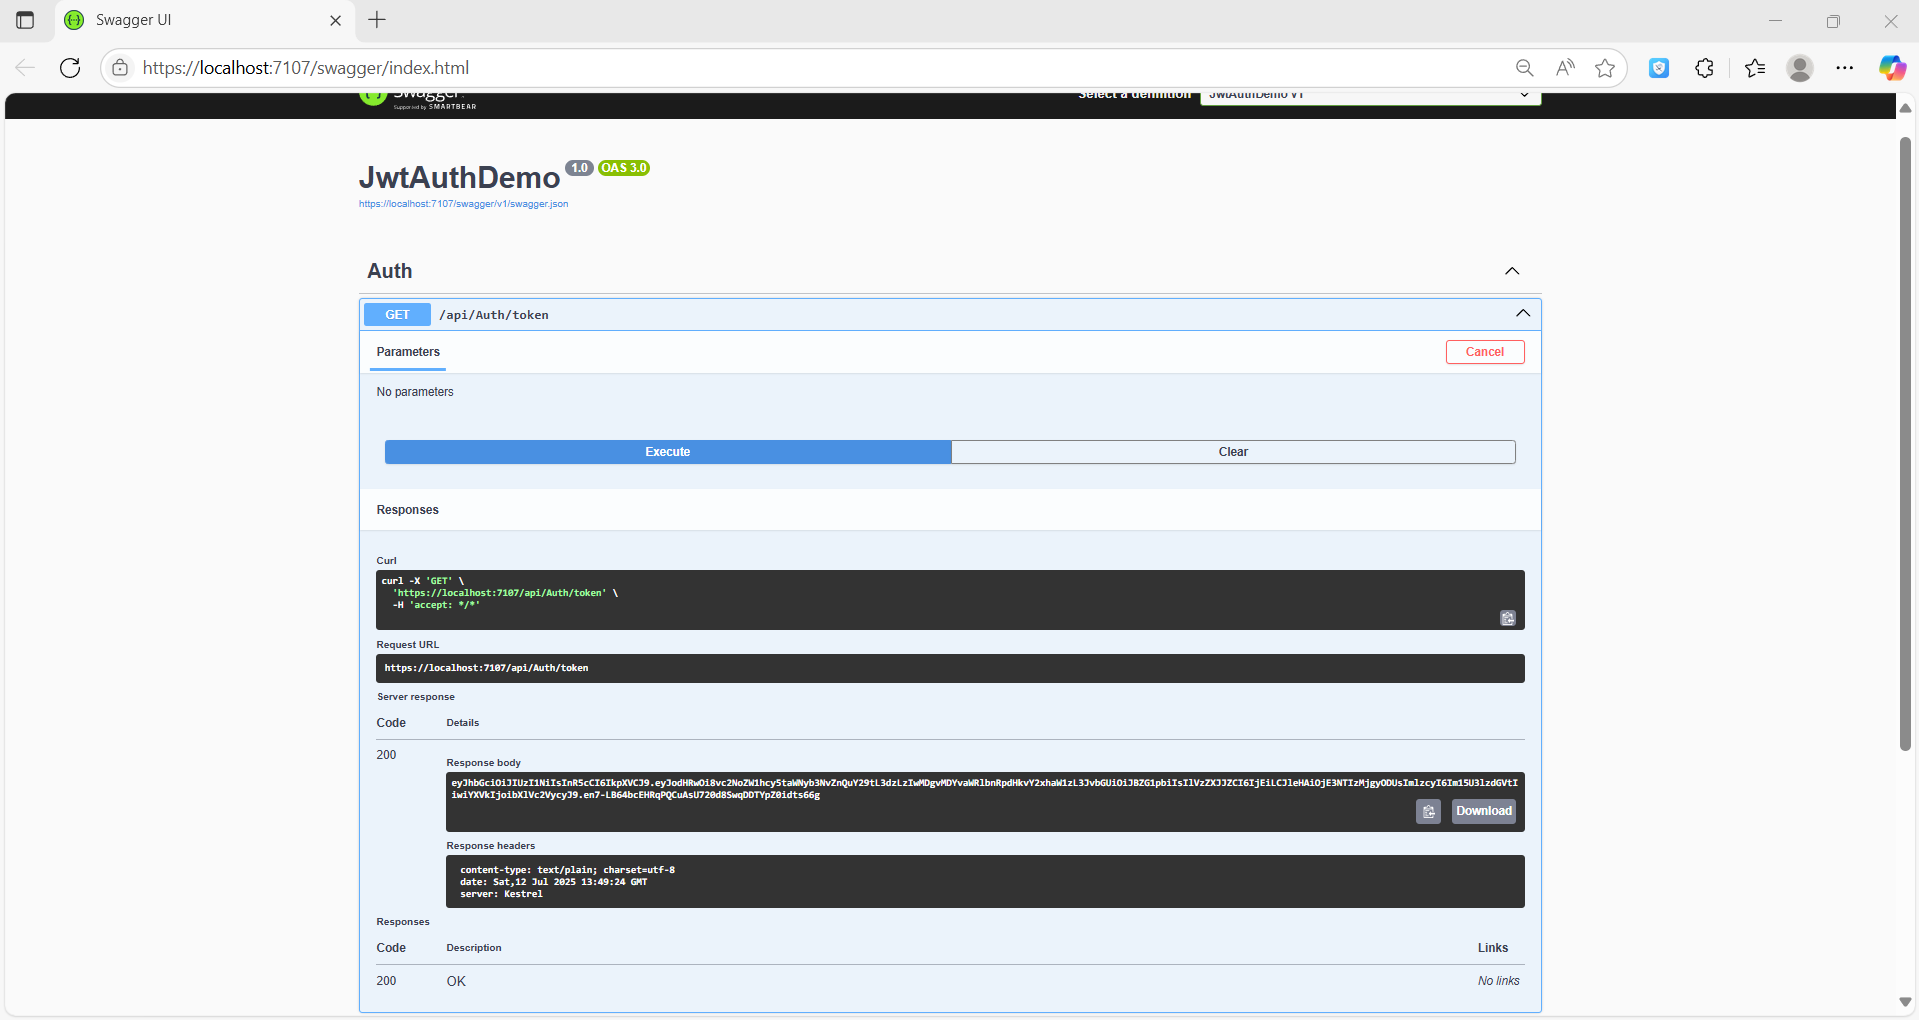 Swagger UI
https://localhost:7107/swagger/index.html
Swagger.
Supported by SMARTBEAR
Select a definition
JwtAuthDemo v1
JwtAuthDemo 1.0 OAS 3.0
https://localhost:7107/swagger/v1/swagger.json
Auth
GET /api/Auth/token
Parameters
Cancel
No parameters
Execute
Clear
Responses
Curl
curl -X 'GET' \
'https://localhost:7107/api/Auth/token' \
-H 'accept: */*'
Request URL
https://localhost:7107/api/Auth/token
Server response
Code Details
200
Response body
eyJhbGciOiJIUzI1NiIsInR5cCI6IkpXVCJ9.eyJodHRwOi8vc2NoZW1hcy5taWNyb3NvZnQuY29tL3dzLzIwMDgvMDYvaWRlbnRpdHkvY2xhaW1zL3JvbGUiOiJBZG1pbiIsIlVzZXJJZCI6IjEiLCJleHAiOjE3NTIzMjgyODUsImlzcyI6Im15U3lzdGVtI
iwiYXVkIjoibXlVc2VycyJ9.en7-LB64bcEHRqPQCuAsU720d8SwqDDTYpZ0idts66g
Download
Response headers
content-type: text/plain; charset=utf-8
date: Sat,12 Jul 2025 13:49:24 GMT
server: Kestrel
Responses
Code Description Links
200 OK No links